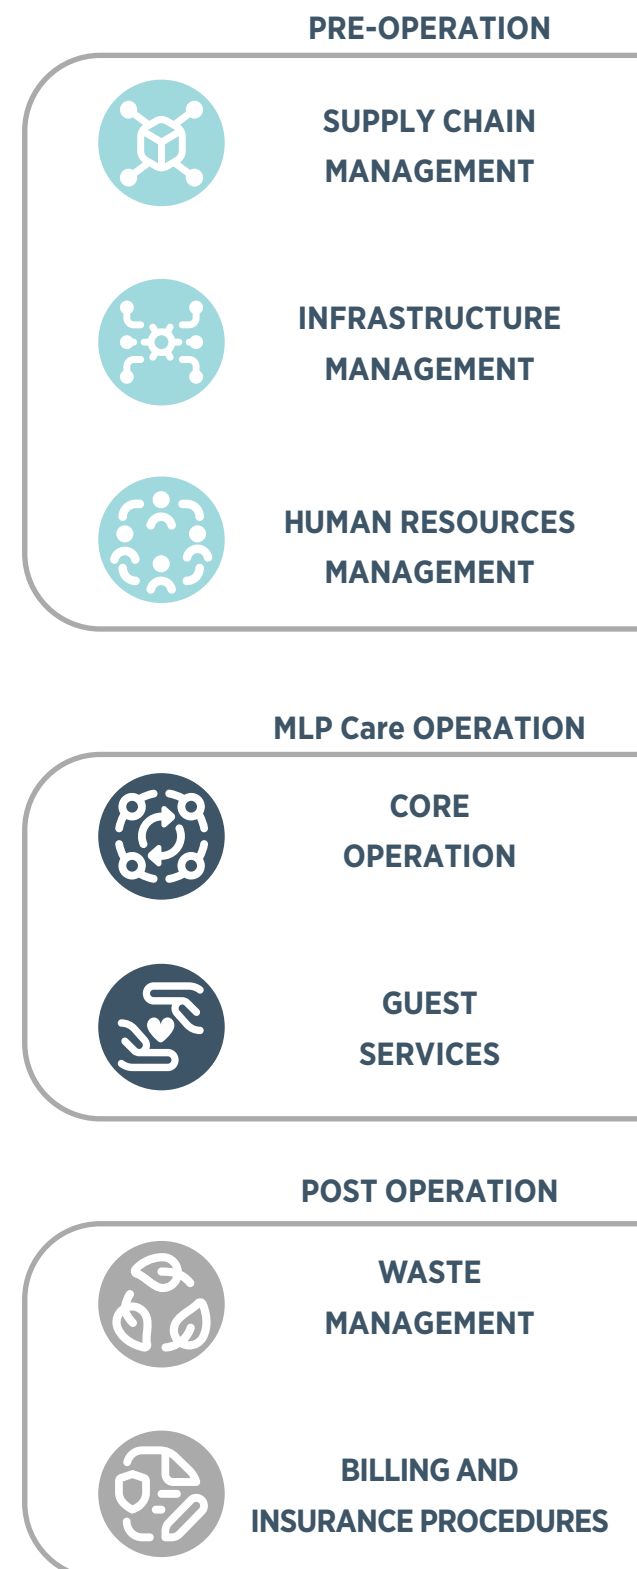 PRE-OPERATION
SUPPLY CHAIN
MANAGEMENT
INFRASTRUCTURE
MANAGEMENT
HUMAN RESOURCES
MANAGEMENT
MLP Care OPERATION
CORE
OPERATION
GUEST
SERVICES
POST OPERATION
WASTE
MANAGEMENT
BILLING AND
INSURANCE PROCEDURES